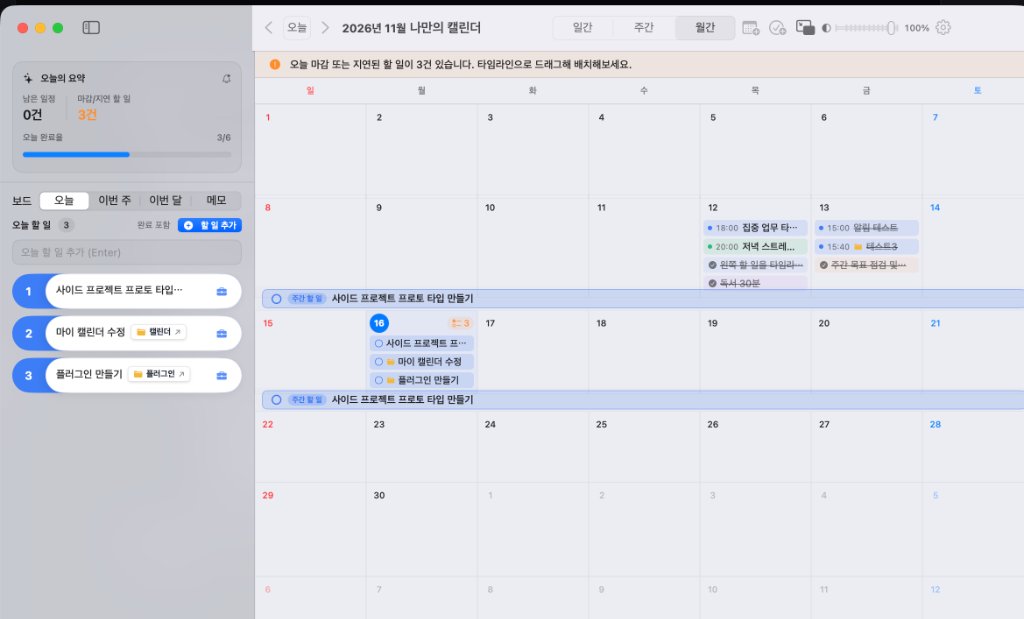 오늘 2026년 11월 나만의 캘린더 일간 주간 월간 100%
오늘의 요약
남은 일정 마감/지연 할 일
0건 3건
오늘 완료율 3/6
보드 오늘 이번 주 이번 달 메모
오늘 할 일 3 완료 포함 할 일 추가
오늘 할 일 추가 (Enter)
1 사이드 프로젝트 프로토 타입…
2 마이 캘린더 수정 캘린더 ↗
3 플러그인 만들기 플러그인 ↗
오늘 마감 또는 지연된 할 일이 3건 있습니다. 타임라인으로 드래그해 배치해보세요.
일 월 화 수 목 금 토
1 2 3 4 5 6 7
8 9 10 11 12 13 14
18:00 집중 업무 타… 15:00 알림 테스트
20:00 저녁 스트레… 15:40 테스트3
왼쪽 할 일을 타임라… 주간 목표 점검 및…
독서 30분
주간 할 일 사이드 프로젝트 프로토 타입 만들기
15 16 3 17 18 19 20 21
사이드 프로젝트 프…
마이 캘린더 수정
플러그인 만들기
주간 할 일 사이드 프로젝트 프로토 타입 만들기
22 23 24 25 26 27 28
29 30 1 2 3 4 5
6 7 8 9 10 11 12